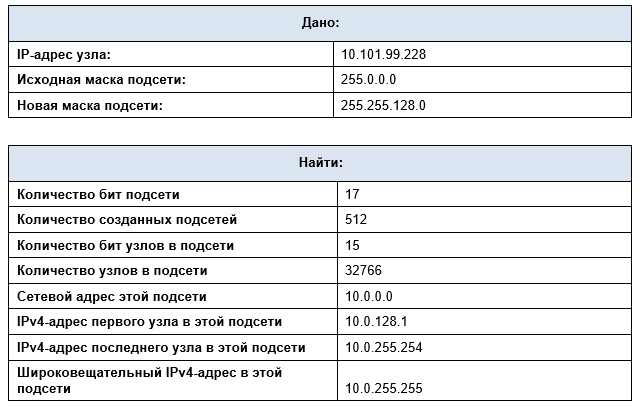 Дано:
IP-адрес узла: 10.101.99.228
Исходная маска подсети: 255.0.0.0
Новая маска подсети: 255.255.128.0
Найти:
Количество бит подсети 17
Количество созданных подсетей 512
Количество бит узлов в подсети 15
Количество узлов в подсети 32766
Сетевой адрес этой подсети 10.0.0.0
IPv4-адрес первого узла в этой подсети 10.0.128.1
IPv4-адрес последнего узла в этой подсети 10.0.255.254
Широковещательный IPv4-адрес в этой
подсети 10.0.255.255